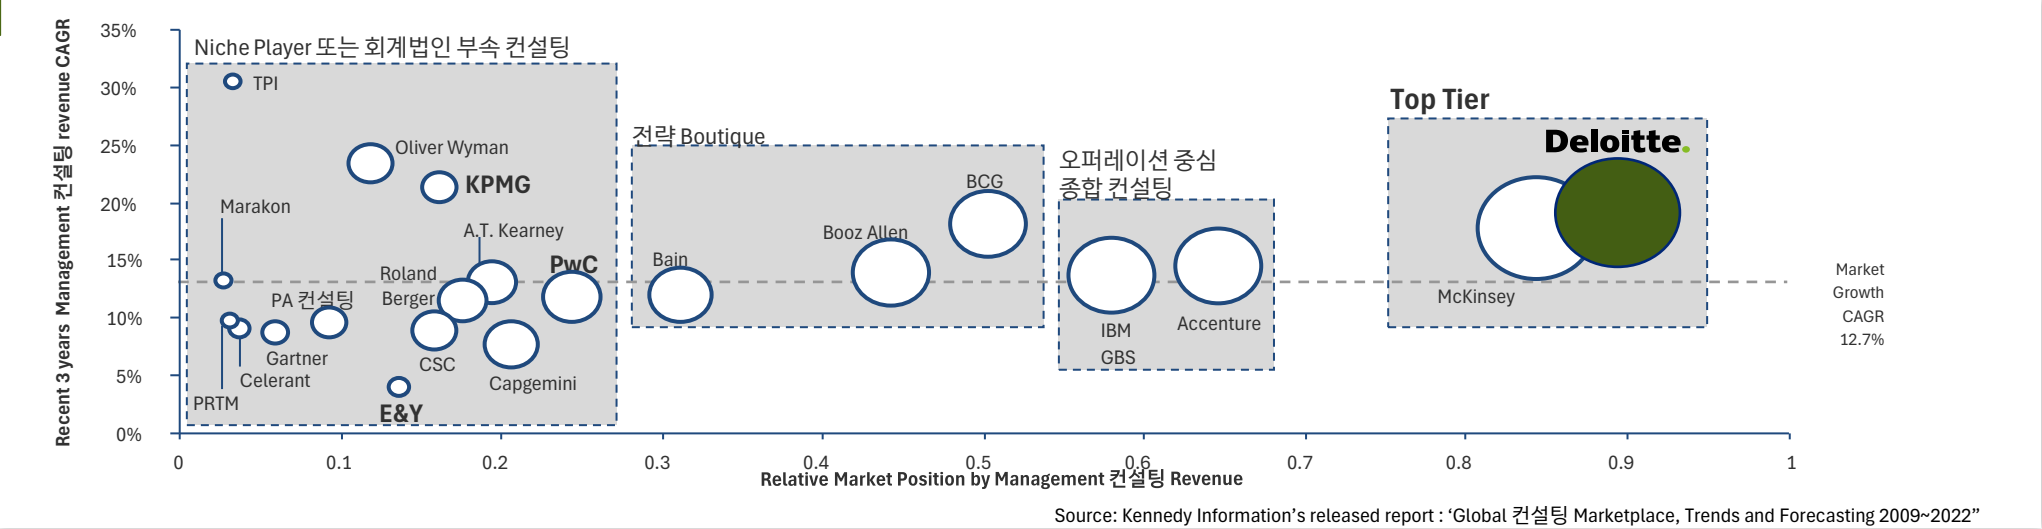 Recent 3 years Management 컨설팅 revenue CAGR
35%
30%
25%
20%
15%
10%
5%
0%
Niche Player 또는 회계법인 부속 컨설팅
TPI
Oliver Wyman
KPMG
Marakon
A.T. Kearney
Roland
Berger
PwC
PA 컨설팅
Gartner
Celerant
PRTM
CSC
Capgemini
E&Y
전략 Boutique
Bain
Booz Allen
BCG
오퍼레이션 중심
종합 컨설팅
IBM
GBS
Accenture
Top Tier
Deloitte.
McKinsey
Market
Growth
CAGR
12.7%
0
0.1
0.2
0.3
0.4
0.5
0.6
0.7
0.8
0.9
1
Relative Market Position by Management 컨설팅 Revenue
Source: Kennedy Information’s released report : ‘Global 컨설팅 Marketplace, Trends and Forecasting 2009~2022”